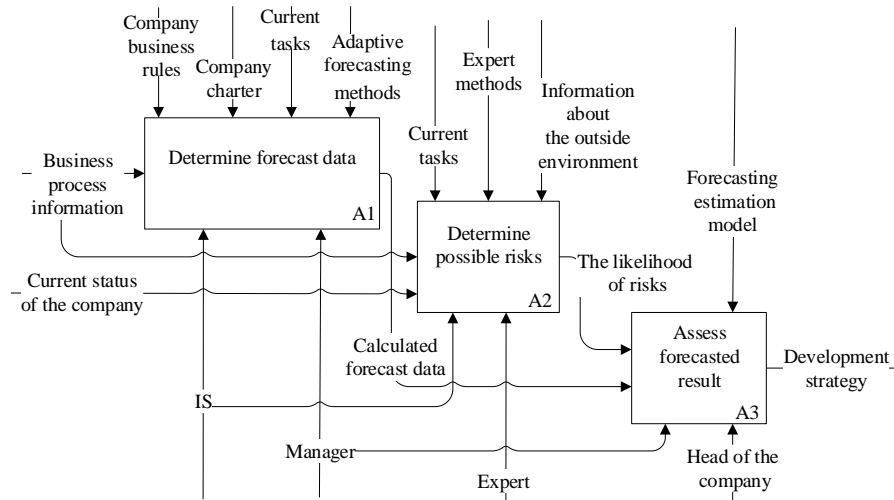 Company
business
rules
Company
charter
Current
tasks
Adaptive
forecasting
methods
Current
tasks
Expert
methods
Information
about
the outside
environment
Forecasting
estimation
model
Business
process
information
Determine forecast data
A1
Current status
of the company
Determine
possible risks
A2
The likelihood
of risks
Calculated
forecast data
Assess
forecasted
result
A3
Development
strategy
IS
Manager
Expert
Head of the
company